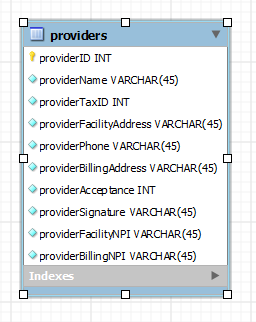 providers
providerID INT
providerName VARCHAR(45)
providerTaxID INT
providerFacilityAddress VARCHAR(45)
providerPhone VARCHAR(45)
providerBillingAddress VARCHAR(45)
providerAcceptance INT
providerSignature VARCHAR(45)
providerFacilityNPI VARCHAR(45)
providerBillingNPI VARCHAR(45)
Indexes